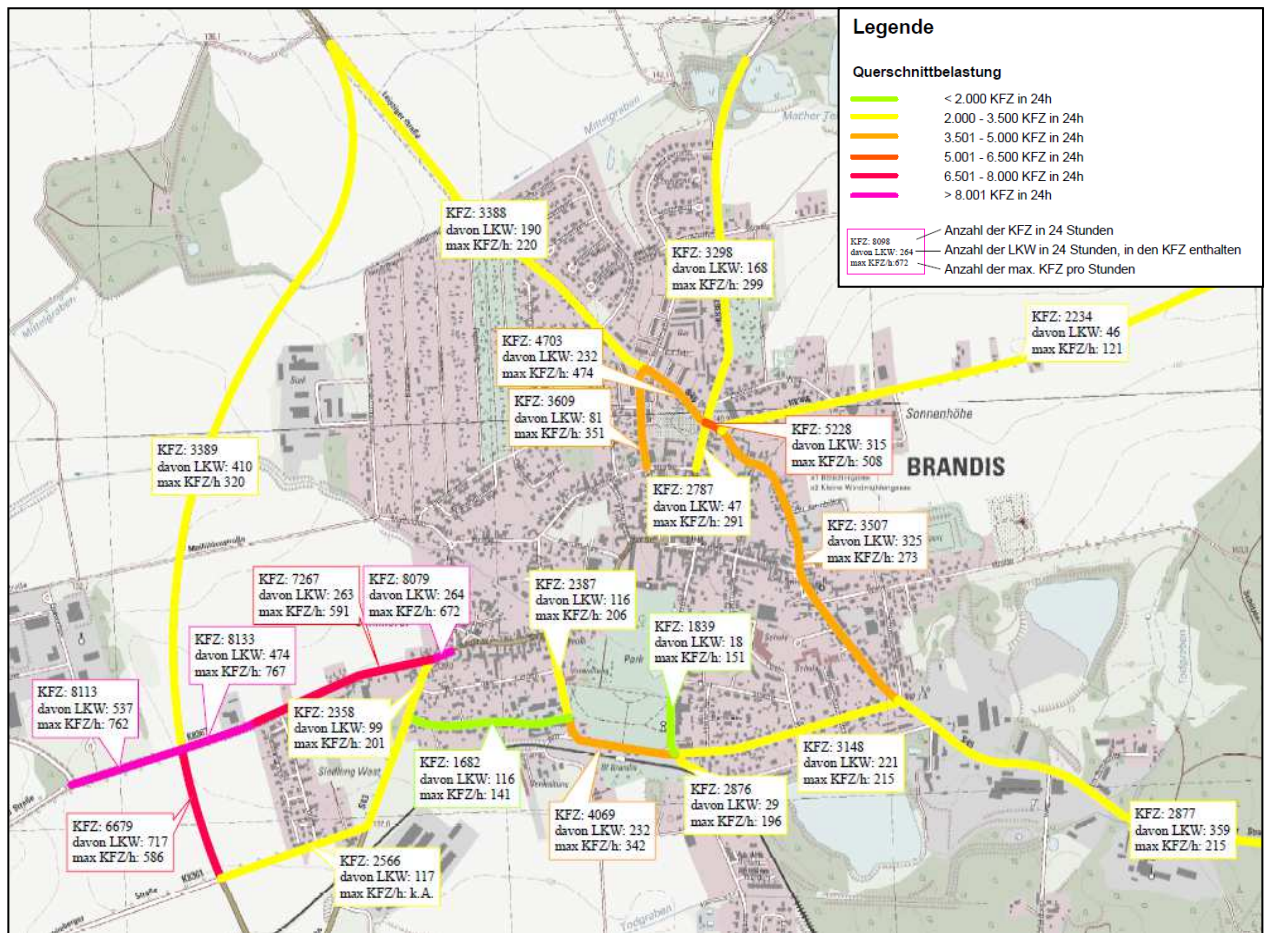 Legende
Querschnittbelastung
< 2.000 KFZ in 24h
2.000 - 3.500 KFZ in 24h
3.501 - 5.000 KFZ in 24h
5.001 - 6.500 KFZ in 24h
6.501 - 8.000 KFZ in 24h
> 8.001 KFZ in 24h
KFZ: 8098
davon LKW: 264
max KFZ/h:672
Anzahl der KFZ in 24 Stunden
Anzahl der LKW in 24 Stunden, in den KFZ enthalten
Anzahl der max. KFZ pro Stunden
Leipziger Straße
Mittelgraben
Mittelgraben
KFZ: 3388
davon LKW: 190
max KFZ/h: 220
KFZ: 3298
davon LKW: 168
max KFZ/h: 299
KFZ: 2234
davon LKW: 46
max KFZ/h: 121
KFZ: 4703
davon LKW: 232
max KFZ/h: 474
KFZ: 3609
davon LKW: 81
max KFZ/h: 351
Sonnenhöhe
KFZ: 5228
davon LKW: 315
max KFZ/h: 508
BRANDIS
KFZ: 3389
davon LKW: 410
max KFZ/h 320
KFZ: 2787
davon LKW: 47
max KFZ/h: 291
KFZ: 3507
davon LKW: 325
max KFZ/h: 273
KFZ: 7267
davon LKW: 263
max KFZ/h: 591
KFZ: 8079
davon LKW: 264
max KFZ/h: 672
KFZ: 2387
davon LKW: 116
max KFZ/h: 206
KFZ: 8133
davon LKW: 474
max KFZ/h: 767
KFZ: 1839
davon LKW: 18
max KFZ/h: 151
Park
KFZ: 8113
davon LKW: 537
max KFZ/h: 762
KFZ: 2358
davon LKW: 99
max KFZ/h: 201
Siedlung West
KFZ: 1682
davon LKW: 116
max KFZ/h: 141
Bf Brandis
KFZ: 3148
davon LKW: 221
max KFZ/h: 215
KFZ: 6679
davon LKW: 717
max KFZ/h: 586
KFZ: 4069
davon LKW: 232
max KFZ/h: 342
KFZ: 2876
davon LKW: 29
max KFZ/h: 196
KFZ: 2877
davon LKW: 359
max KFZ/h: 215
KFZ: 2566
davon LKW: 117
max KFZ/h: k.A.
Straße
K8361
Todgraben
Todgraben